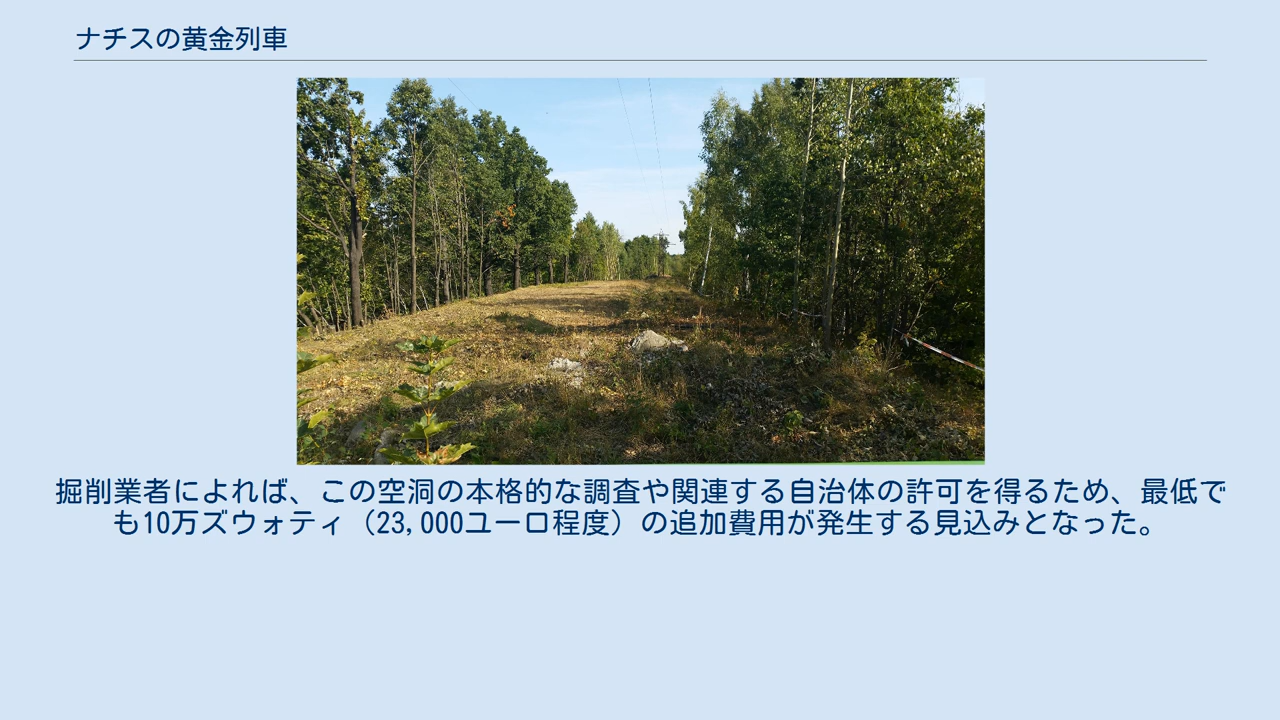 ナチスの黄金列車
掘削業者によれば、この空洞の本格的な調査や関連する自治体の許可を得るため、最低で
も10万ズウォティ（23,000ユーロ程度）の追加費用が発生する見込みとなった。